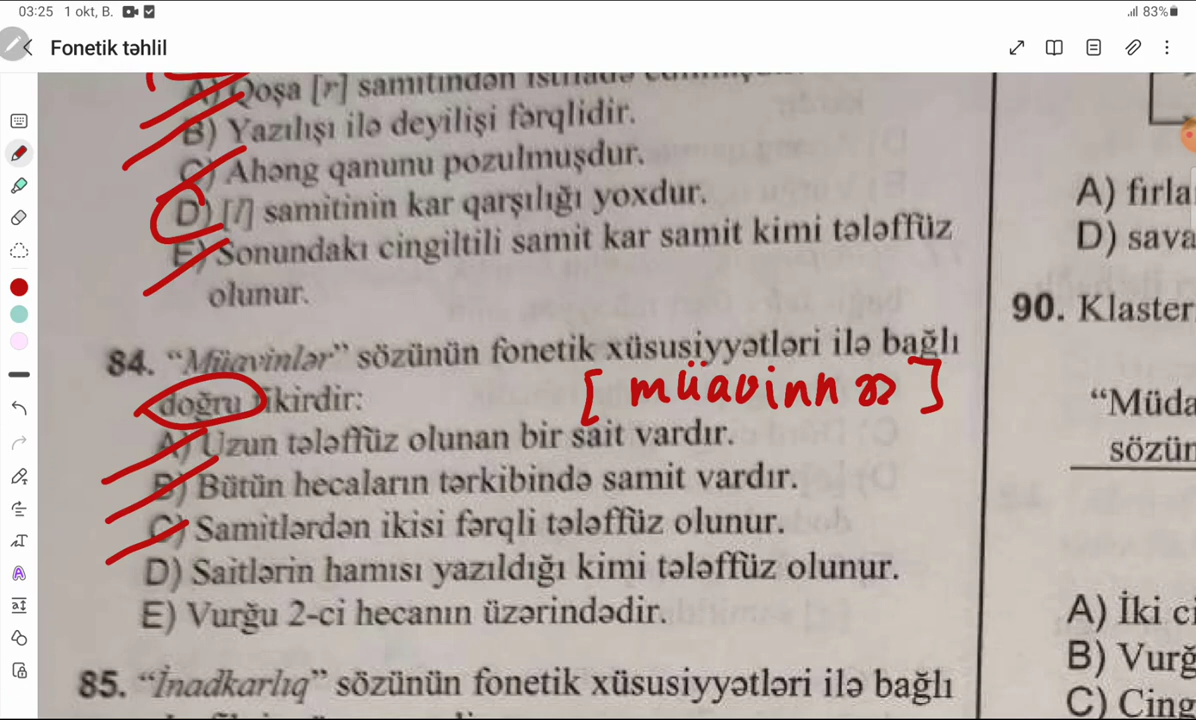 03:25 1 okt, B. 83%
Fonetik təhlil
A) Qoşa [r] samitindən istifadə
B) Yazılışı ilə deyilişi fərqlidir.
C) Ahəng qanunu pozulmuşdur.
D) [l] samitinin kar qarşılığı yoxdur.
E) Sonundakı cingiltili samit kar samit kimi tələffüz
olunur.
84. “Müavinlər” sözünün fonetik xüsusiyyətləri ilə bağlı
doğru fikirdir:
[müavinnə]
A) Uzun tələffüz olunan bir sait vardır.
B) Bütün hecaların tərkibində samit vardır.
C) Samitlərdən ikisi fərqli tələffüz olunur.
D) Saitlərin hamısı yazıldığı kimi tələffüz olunur.
E) Vurğu 2-ci hecanın üzərindədir.
85. “İnadkarlıq” sözünün fonetik xüsusiyyətləri ilə bağlı
A) fırla
D) sava
90. Klaster
“Müda
sözün
A) İki ci
B) Vurğ
C) Cing